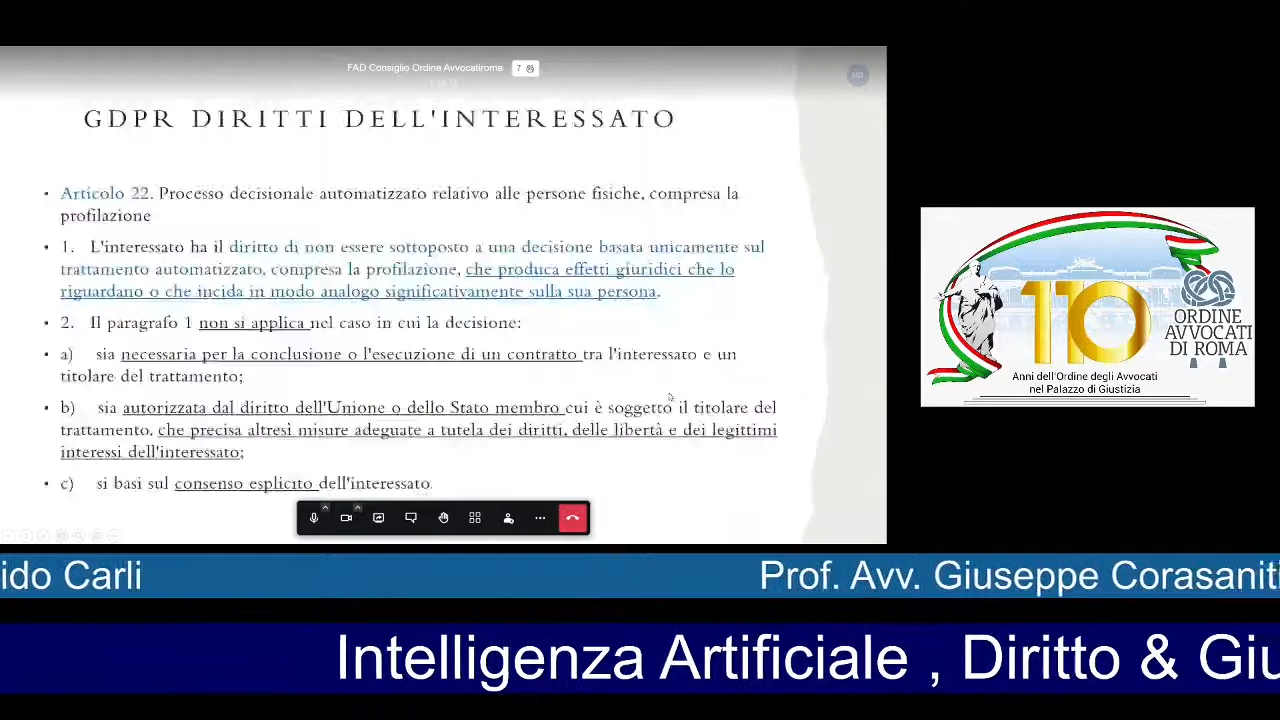 FAD Consiglio Ordine Avvocatiroma
7
GDPR DIRITTI DELL'INTERESSATO
• Articolo 22. Processo decisionale automatizzato relativo alle persone fisiche, compresa la
profilazione
• 1. L'interessato ha il diritto di non essere sottoposto a una decisione basata unicamente sul
trattamento automatizzato, compresa la profilazione, che produca effetti giuridici che lo
riguardano o che incida in modo analogo significativamente sulla sua persona.
• 2. Il paragrafo 1 non si applica nel caso in cui la decisione:
• a) sia necessaria per la conclusione o l'esecuzione di un contratto tra l'interessato e un
titolare del trattamento;
• b) sia autorizzata dal diritto dell'Unione o dello Stato membro cui è soggetto il titolare del
trattamento, che precisa altresì misure adeguate a tutela dei diritti, delle libertà e dei legittimi
interessi dell'interessato;
• c) si basi sul consenso esplicito dell'interessato.
110
ORDINE
AVVOCATI
DI ROMA
Anni dell'Ordine degli Avvocati
nel Palazzo di Giustizia
ido Carli
Prof. Avv. Giuseppe Corasaniti
Intelligenza Artificiale , Diritto & Giu